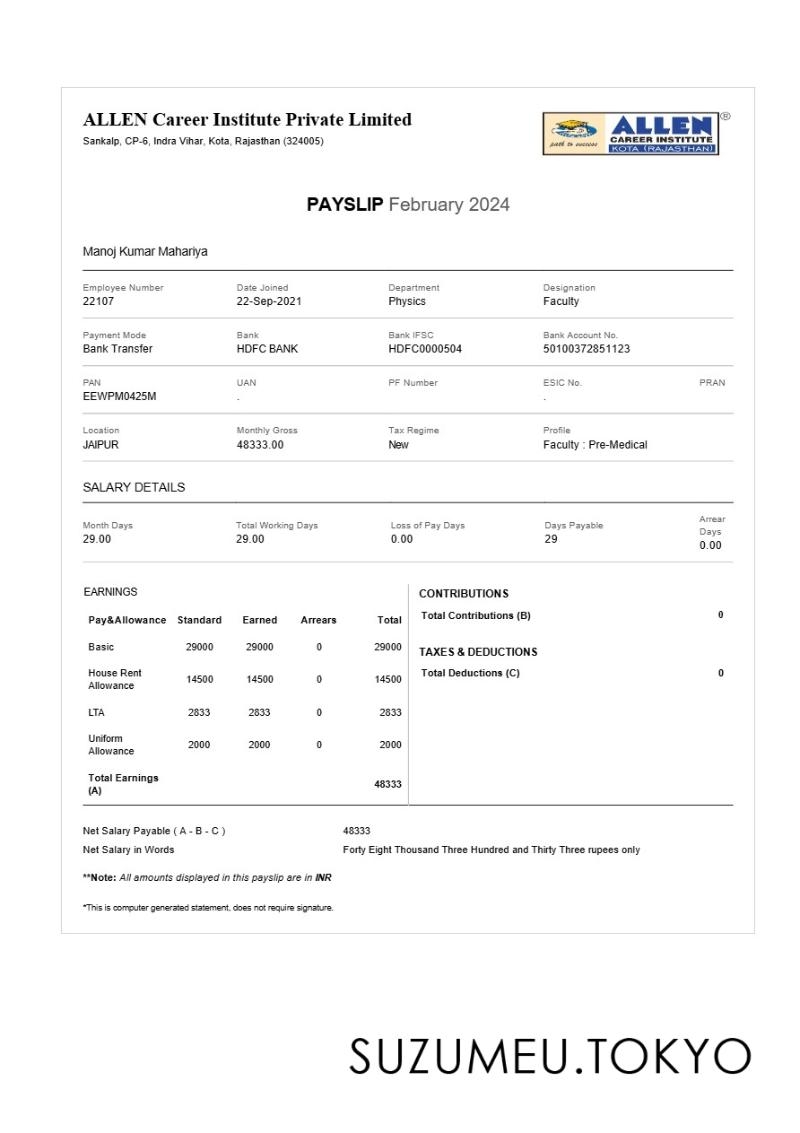 ALLEN Career Institute Private Limited
Sankalp, CP-6, Indra Vihar, Kota, Rajasthan (324005)
path to success
ALLEN ®
CAREER INSTITUTE
KOTA (RAJASTHAN)
PAYSLIP February 2024
Manoj Kumar Mahariya
Employee Number Date Joined Department Designation
22107 22-Sep-2021 Physics Faculty
Payment Mode Bank Bank IFSC Bank Account No.
Bank Transfer HDFC BANK HDFC0000504 50100372851123
PAN UAN PF Number ESIC No. PRAN
EEWPM0425M . .
Location Monthly Gross Tax Regime Profile
JAIPUR 48333.00 New Faculty : Pre-Medical
SALARY DETAILS
Month Days Total Working Days Loss of Pay Days Days Payable Arrear Days
29.00 29.00 0.00 29 0.00
EARNINGS
Pay&Allowance Standard Earned Arrears Total
Basic 29000 29000 0 29000
House Rent Allowance 14500 14500 0 14500
LTA 2833 2833 0 2833
Uniform Allowance 2000 2000 0 2000
Total Earnings (A) 48333
CONTRIBUTIONS
Total Contributions (B) 0
TAXES & DEDUCTIONS
Total Deductions (C) 0
Net Salary Payable ( A - B - C ) 48333
Net Salary in Words Forty Eight Thousand Three Hundred and Thirty Three rupees only
**Note: All amounts displayed in this payslip are in INR
*This is computer generated statement, does not require signature.
SUZUMEU.TOKYO